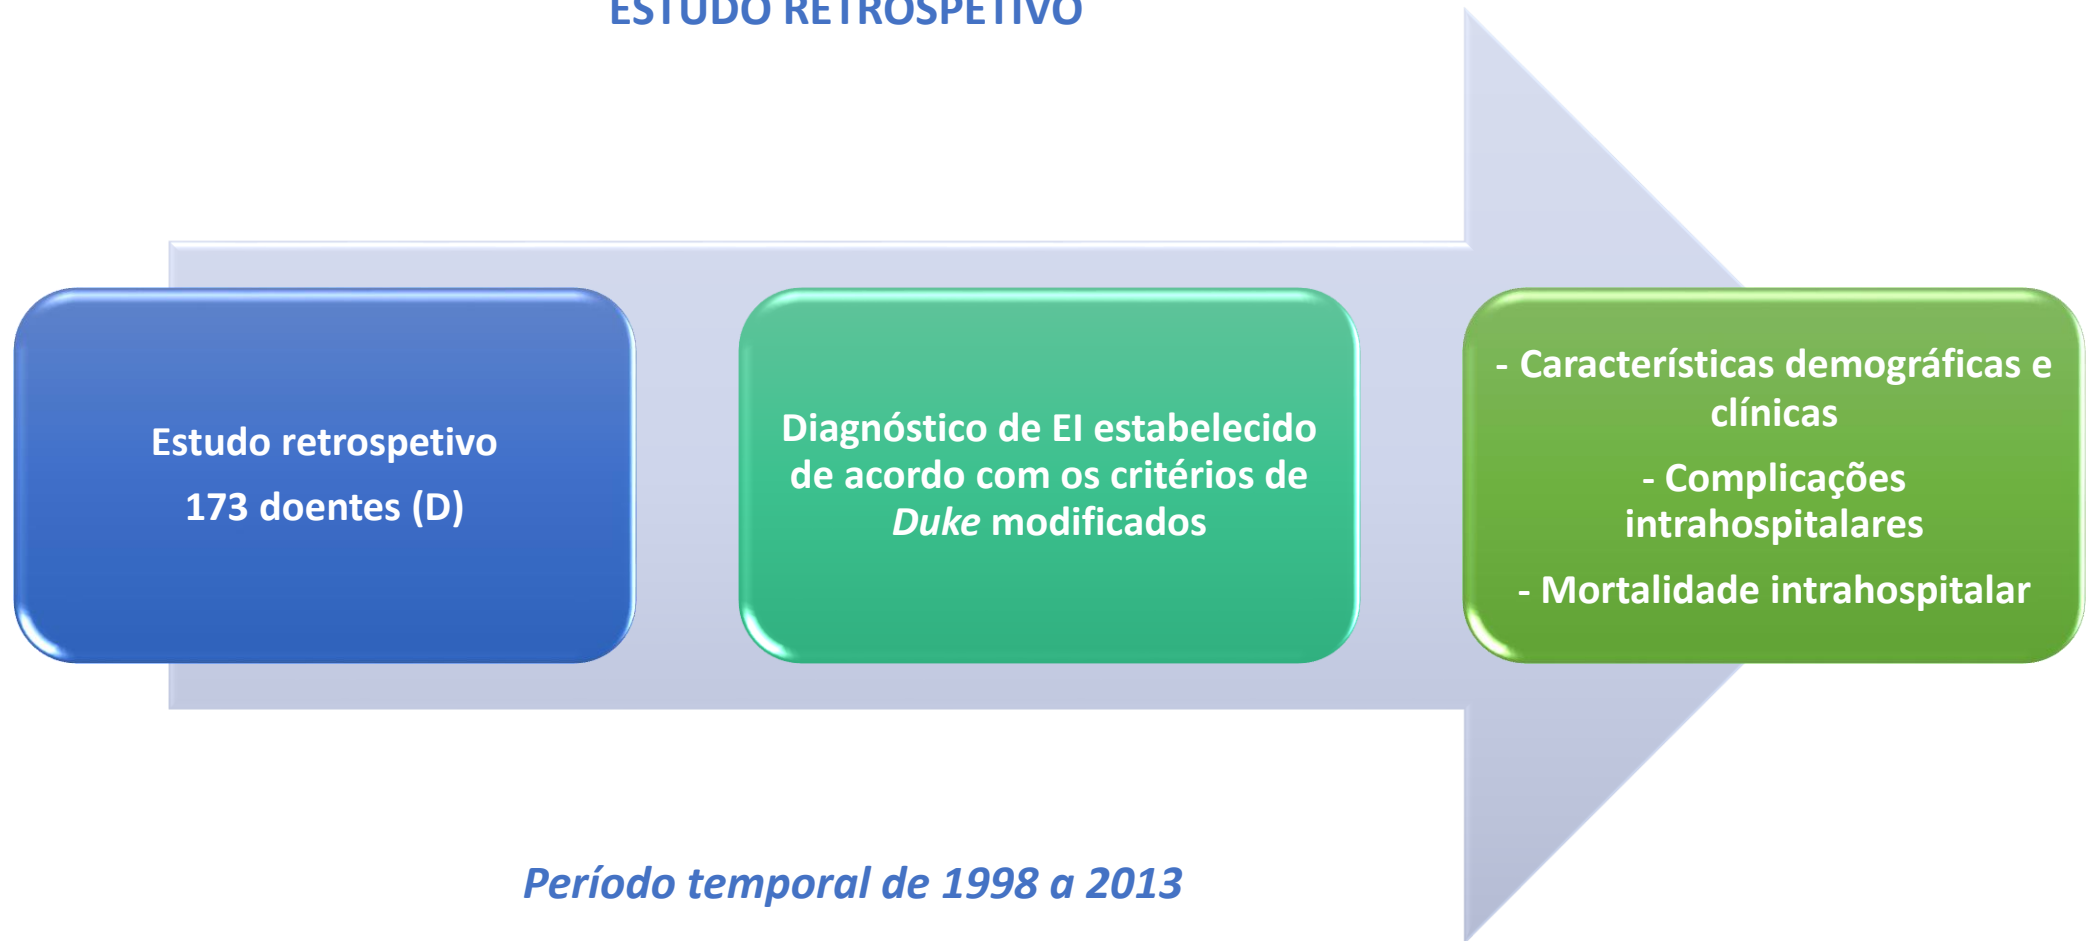 ESTUDO RETROSPETIVO
Estudo retrospetivo
173 doentes (D)
Diagnóstico de EI estabelecido
de acordo com os critérios de
Duke modificados
- Características demográficas e
clínicas
- Complicações
intrahospitalares
- Mortalidade intrahospitalar
Período temporal de 1998 a 2013